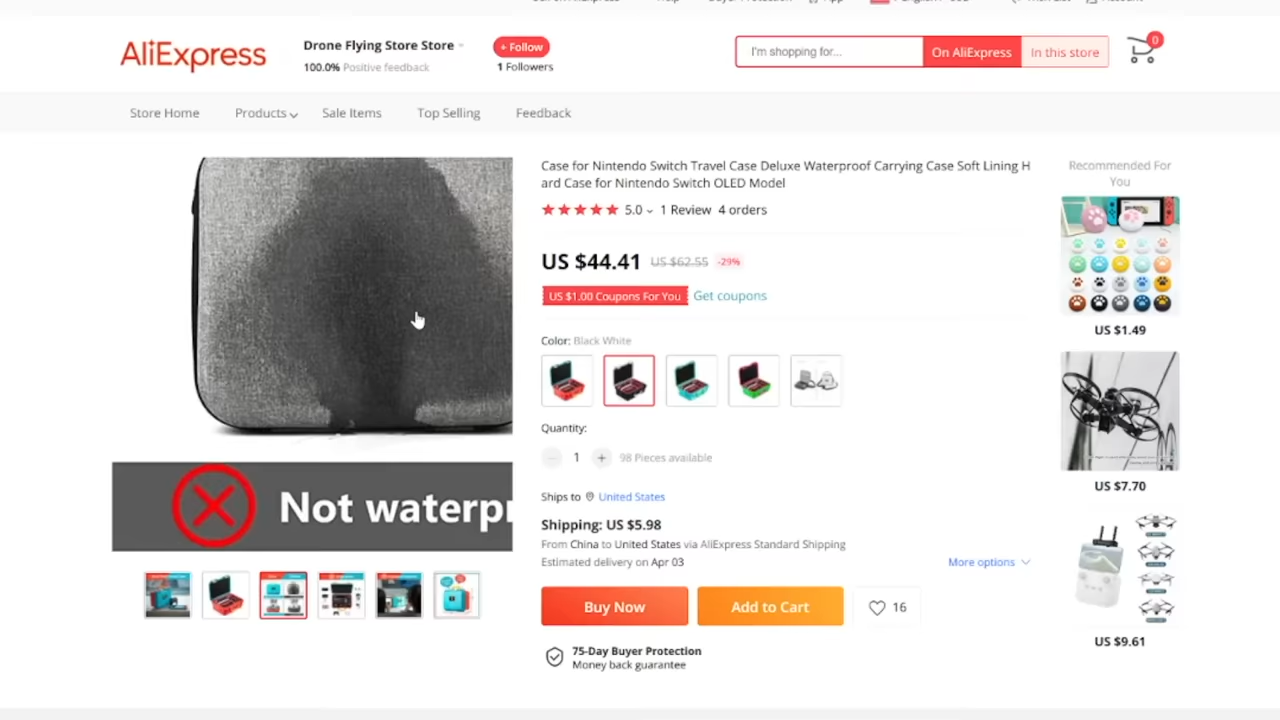 AliExpress
Drone Flying Store Store
100.0% Positive feedback
+ Follow
1 Followers
I'm shopping for...
On AliExpress
In this store
0
Store Home
Products
Sale Items
Top Selling
Feedback
Not waterp
Case for Nintendo Switch Travel Case Deluxe Waterproof Carrying Case Soft Lining H
ard Case for Nintendo Switch OLED Model
5.0 1 Review 4 orders
US $44.41 US $62.55 -29%
US $1.00 Coupons For You Get coupons
Color: Black White
Quantity:
1 98 Pieces available
Ships to United States
Shipping: US $5.98
From China to United States via AliExpress Standard Shipping
Estimated delivery on Apr 03
More options
Buy Now
Add to Cart
16
75-Day Buyer Protection
Money back guarantee
Recommended For
You
US $1.49
US $7.70
US $9.61